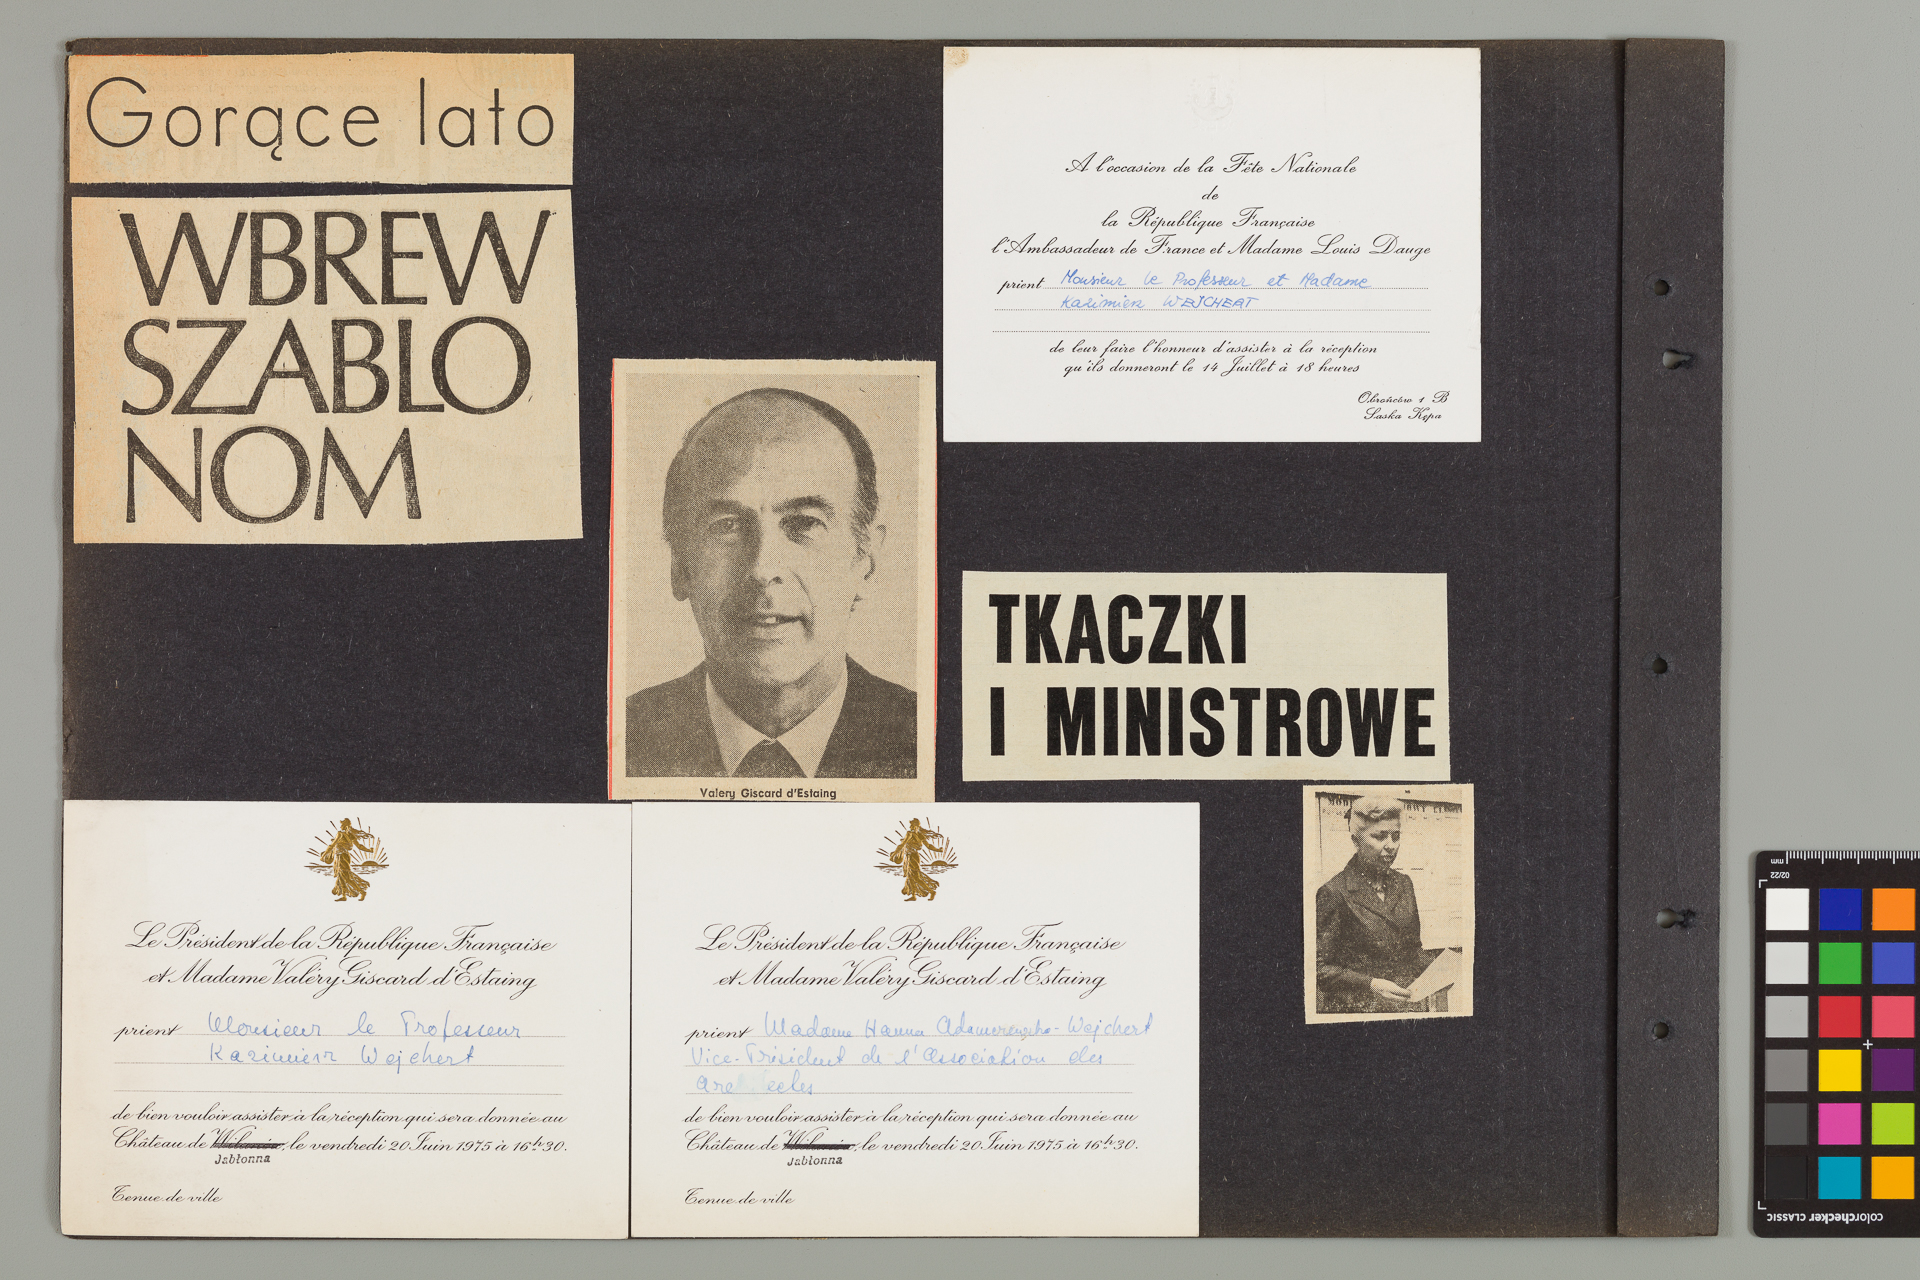 Gorące lato
WBREW
SZABLO
NOM
A l'occasion de la Fête Nationale
de
la République Française
l'Ambassadeur de France et Madame Louis Dauge
prient Monsieur le Professeur et Madame
Kazimierz WEJCHERT
de leur faire l'honneur d'assister à la réception
qu'ils donneront le 14 Juillet à 18 heures
Obrońców 1 B
Saska Kępa
Valery Giscard d'Estaing
TKACZKI
I MINISTROWE
Le Président de la République Française
et Madame Valéry Giscard d'Estaing
prient Monsieur le Professeur
Kazimierz Wejchert
de bien vouloir assister à la réception qui sera donnée au
Château de Wilanów, le vendredi 20 Juin 1975 à 16h30.
Jabłonna
Tenue de ville
Le Président de la République Française
et Madame Valéry Giscard d'Estaing
prient Madame Hanna Adamczewska-Wejchert
Vice-Président de l'Association des
de bien vouloir assister à la réception qui sera donnée au
Château de Wilanów, le vendredi 20 Juin 1975 à 16h30.
Jabłonna
Tenue de ville
mm
02/22
colorchecker CLASSIC